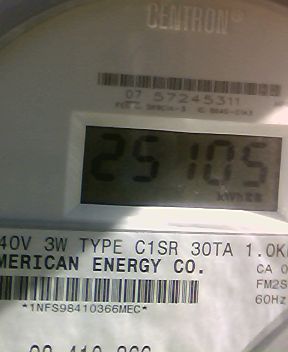 CENTRON®
07 57245311
25105
40V 3W TYPE C1SR 30TA 1.0K
MERICAN ENERGY CO.
CA 0
FM2S
60Hz
*1NFS98410366MEC*